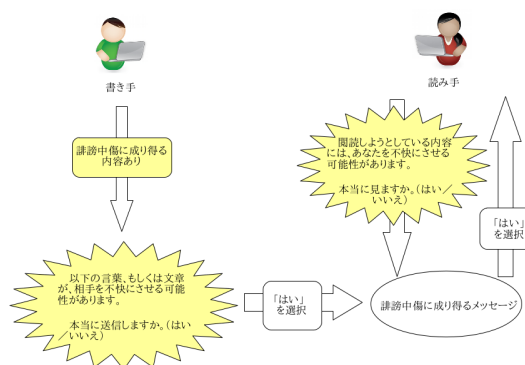 書き手
誹謗中傷に成り得る
内容あり
以下の言葉、もしくは文章
が、相手を不快にさせる可能
性があります。
本当に送信しますか。(はい
/いいえ)
「はい」
を選択
読み手
閲読しようとしている内容
には、あなたを不快にさせる
可能性があります。
本当に見ますか。(はい/
いいえ)
誹謗中傷に成り得るメッセージ
「はい」
を選択